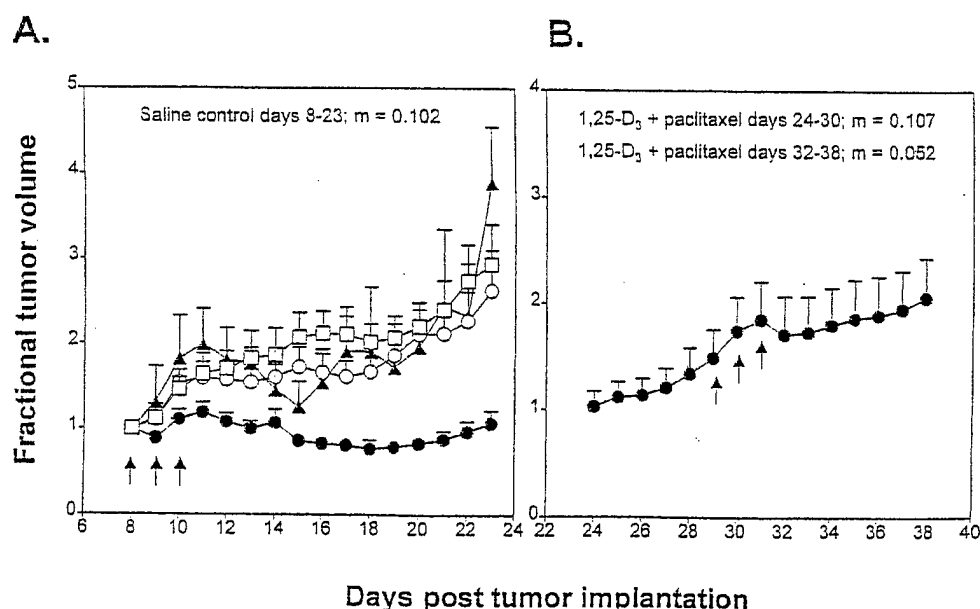 A.
B.
Saline control days 8-23; m = 0.102
1,25-D₃ + paclitaxel days 24-30; m = 0.107
1,25-D₃ + paclitaxel days 32-38; m = 0.052
Fractional tumor volume
5
4
3
2
1
0
6 8 10 12 14 16 18 20 22 24
4
3
2
1
0
22 24 26 28 30 32 34 36 38 40
Days post tumor implantation